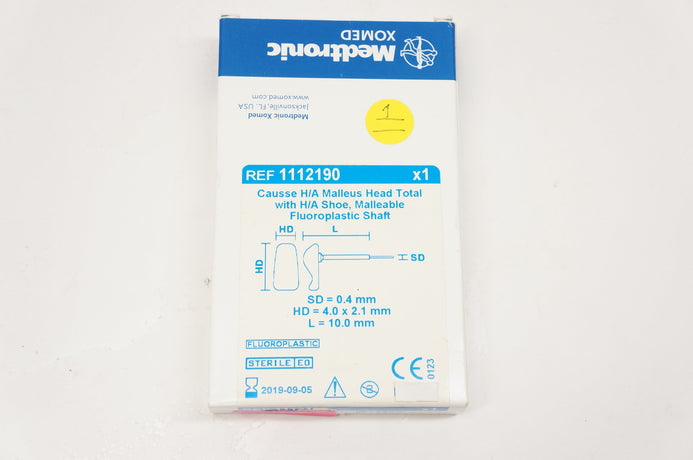 Medtronic
XOMED
Medtronic Xomed
Jacksonville, FL, USA
www.xomed.com
1
REF 1112190 x1
Causse H/A Malleus Head Total
with H/A Shoe, Malleable
Fluoroplastic Shaft
HD L
HD SD
SD = 0.4 mm
HD = 4.0 x 2.1 mm
L = 10.0 mm
FLUOROPLASTIC
STERILE EO
2019-09-05
2
CE 0123